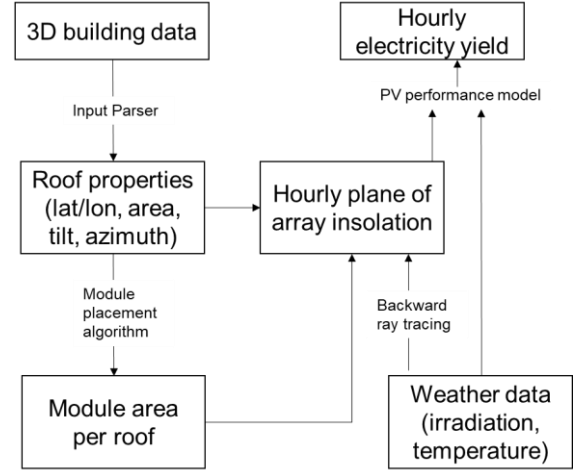 3D building data
Hourly
electricity yield
Input Parser
PV performance model
Roof properties
(lat/lon, area,
tilt, azimuth)
Hourly plane of
array insolation
Module
placement
algorithm
Backward
ray tracing
Module area
per roof
Weather data
(irradiation,
temperature)